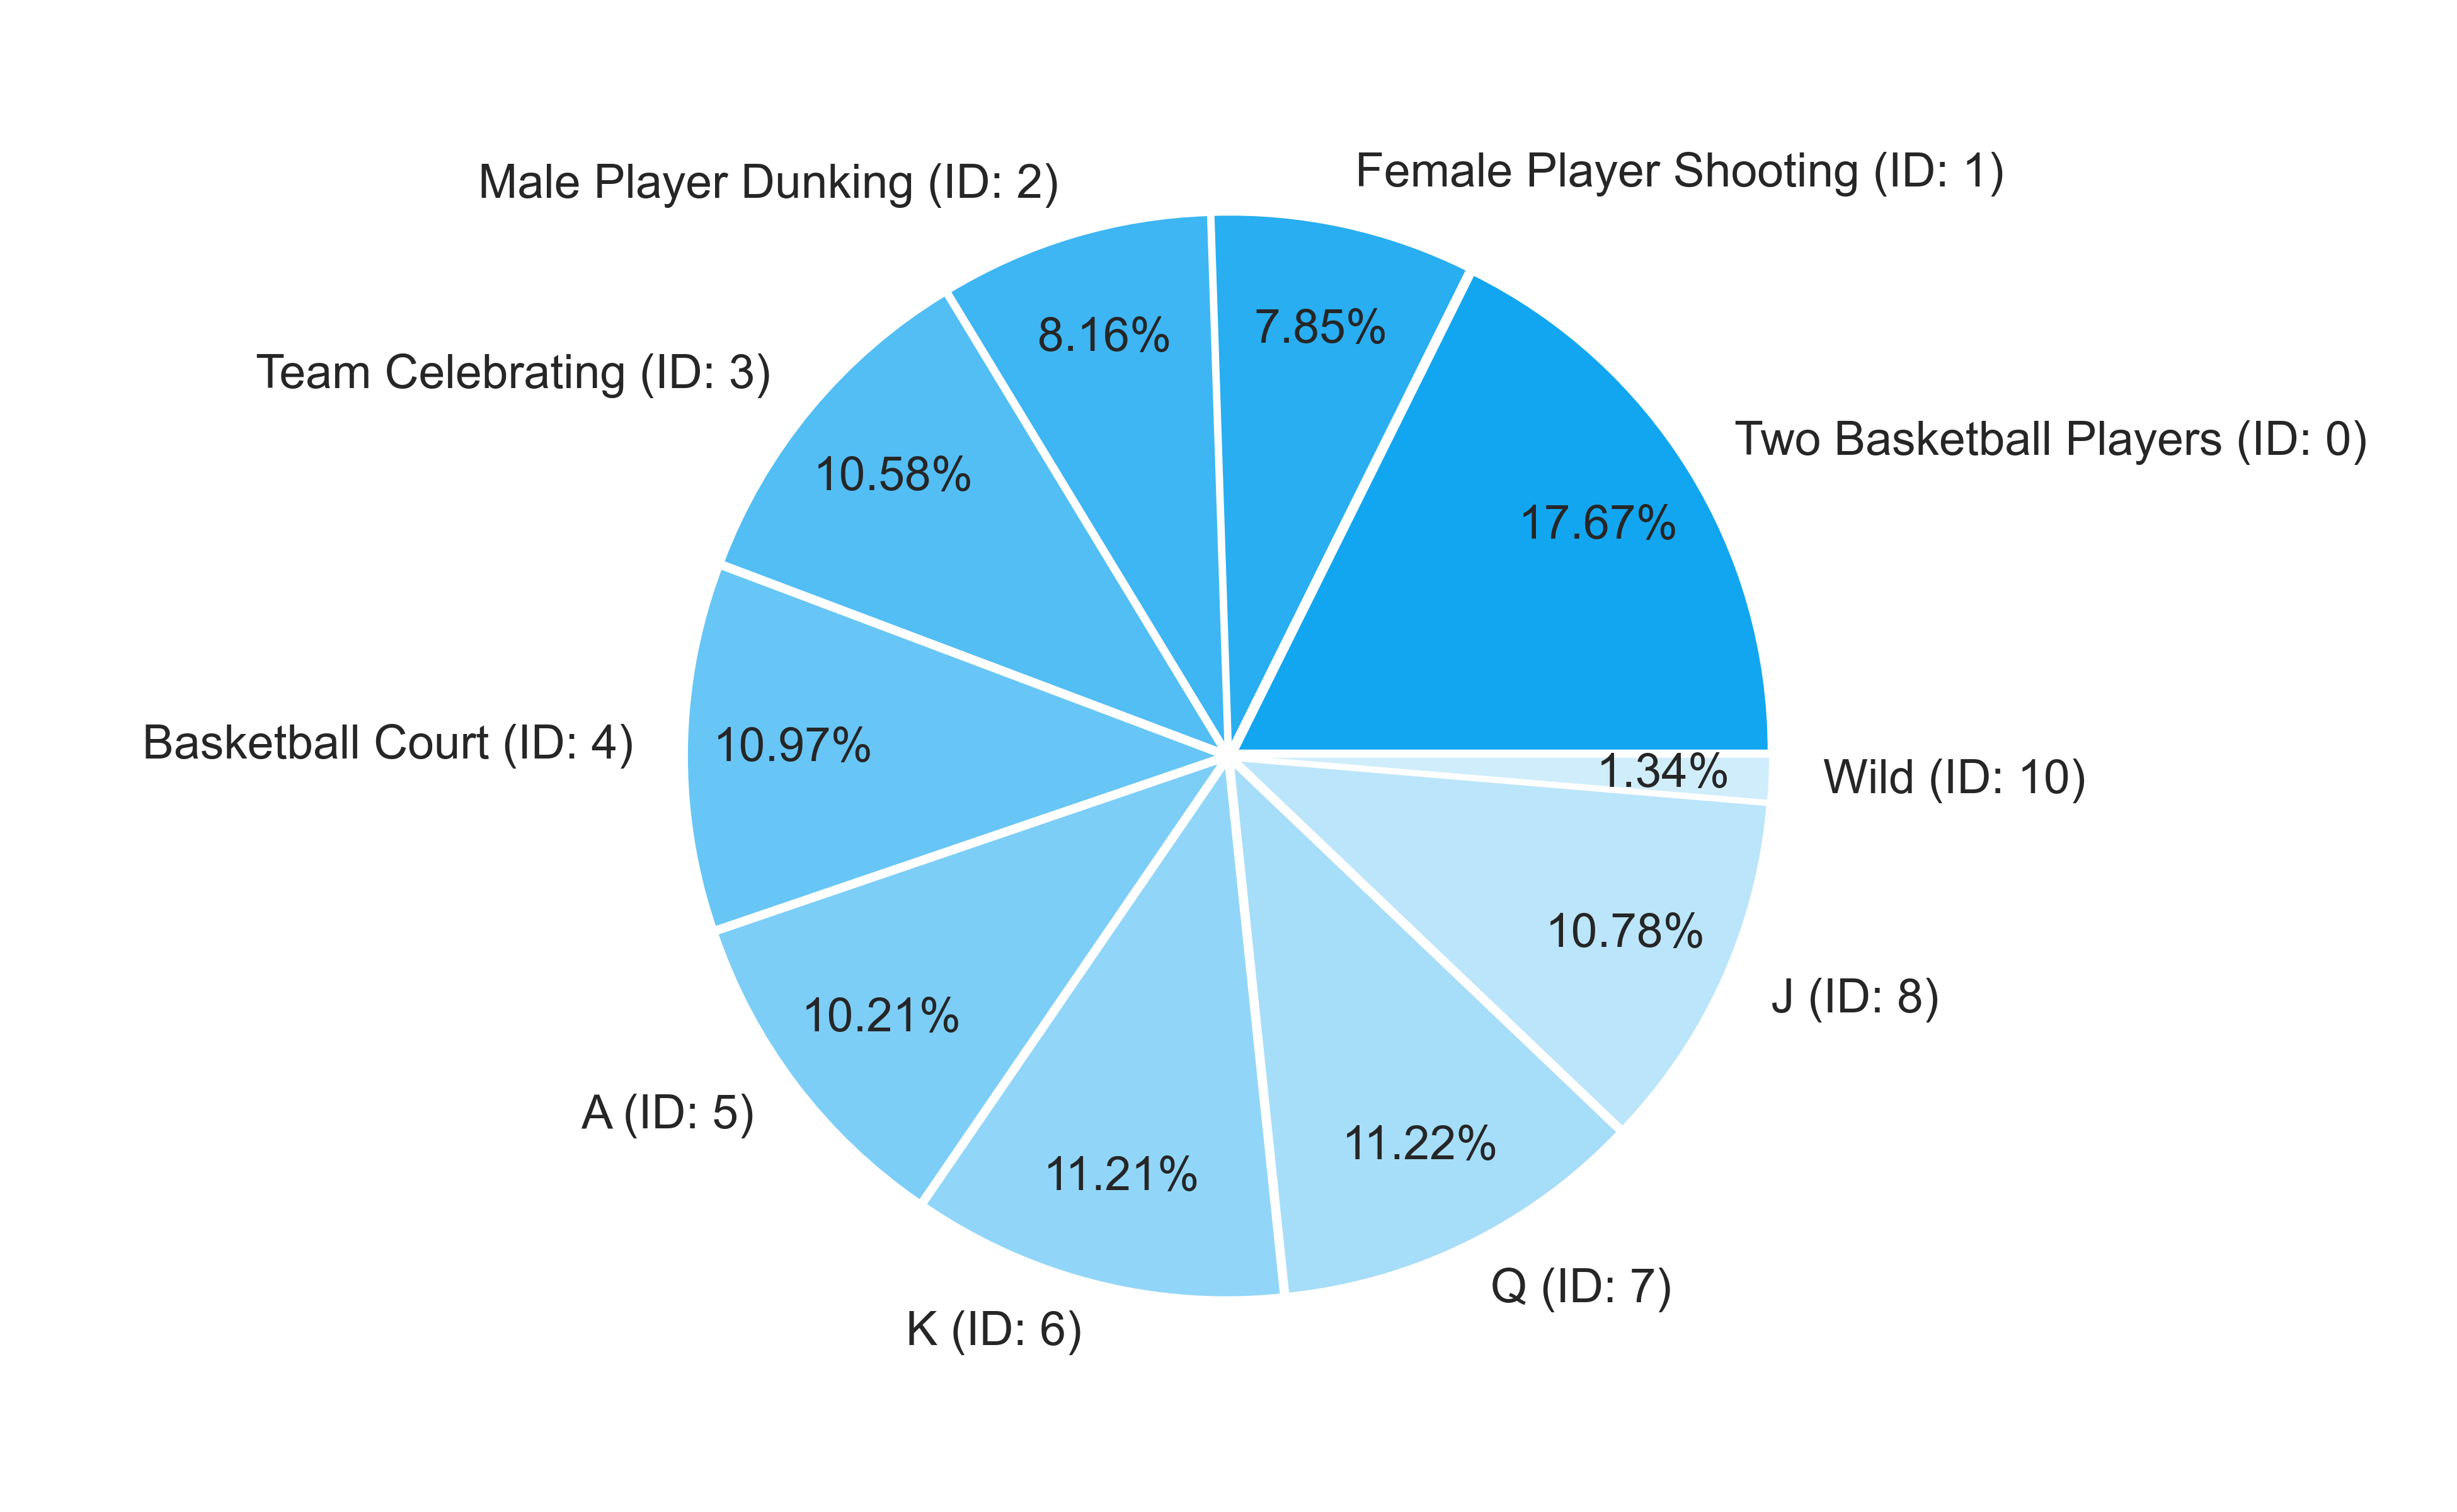 Female Player Shooting (ID: 1)
Male Player Dunking (ID: 2)
7.85%
8.16%
Team Celebrating (ID: 3)
Two Basketball Players (ID: 0)
10.58%
17.67%
Basketball Court (ID: 4)
10.97%
1.34%
Wild (ID: 10)
10.78%
J (ID: 8)
10.21%
A (ID: 5)
11.22%
11.21%
Q (ID: 7)
K (ID: 6)